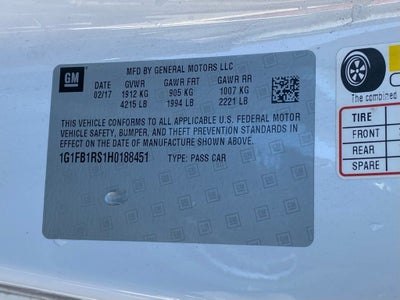 GM
MFD BY GENERAL MOTORS LLC
DATE GVWR GAWR FRT GAWR RR
02/17 1912 KG 905 KG 1007 KG
4215 LB 1994 LB 2221 LB
THIS VEHICLE CONFORMS TO ALL APPLICABLE U.S. FEDERAL MOTOR
VEHICLE SAFETY, BUMPER, AND THEFT PREVENTION STANDARDS IN
EFFECT ON THE DATE OF MANUFACTURE SHOWN ABOVE.
1G1FB1RS1H0188451 TYPE: PASS CAR
The combined
TIRE
FRONT
REAR
SPARE